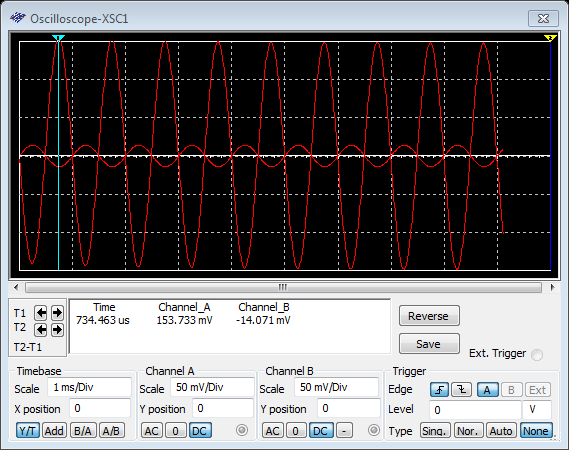 Oscilloscope-XSC1
1
2
T1
T2
T2-T1
Time Channel_A Channel_B
734.463 us 153.733 mV -14.071 mV
Reverse
Save
Ext. Trigger
Timebase
Scale 1 ms/Div
X position 0
Y/T Add B/A A/B
Channel A
Scale 50 mV/Div
Y position 0
AC 0 DC
Channel B
Scale 50 mV/Div
Y position 0
AC 0 DC -
Trigger
Edge A B Ext
Level 0 V
Type Sing. Nor. Auto None